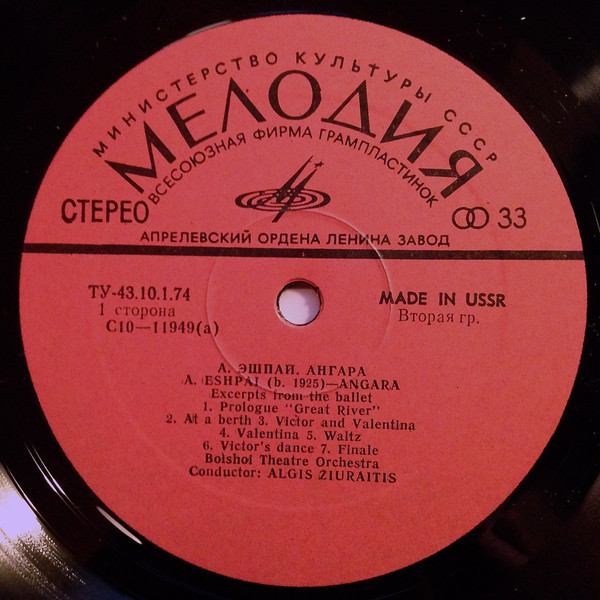 МИНИСТЕРСТВО КУЛЬТУРЫ СССР
МЕЛОДИЯ
ВСЕСОЮЗНАЯ ФИРМА ГРАМПЛАСТИНОК
СТЕРЕО
33
АПРЕЛЕВСКИЙ ОРДЕНА ЛЕНИНА ЗАВОД
ТУ-43.10.1.74
1 сторона
С10—11949(а)
MADE IN USSR
Вторая гр.
А. ЭШПАЙ. АНГАРА
A. ESHPAI (b. 1925)—ANGARA
Excerpts from the ballet
1. Prologue "Great River"
2. At a berth 3. Victor and Valentina
4. Valentina 5. Waltz
6. Victor's dance 7. Finale
Bolshoi Theatre Orchestra
Conductor: ALGIS ZIURAITIS